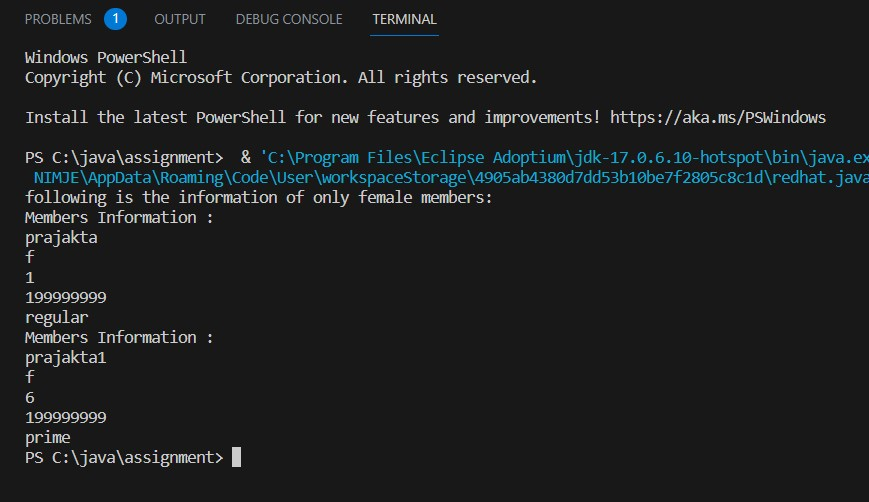 PROBLEMS 1 OUTPUT DEBUG CONSOLE TERMINAL
Windows PowerShell
Copyright (C) Microsoft Corporation. All rights reserved.
Install the latest PowerShell for new features and improvements! https://aka.ms/PSWindows
PS C:\java\assignment>  & 'C:\Program Files\Eclipse Adoptium\jdk-17.0.6.10-hotspot\bin\java.ex
NIMJE\AppData\Roaming\Code\User\workspaceStorage\4905ab4380d7dd53b10be7f2805c8c1d\redhat.java
following is the information of only female members:
Members Information :
prajakta
f
1
199999999
regular
Members Information :
prajakta1
f
6
199999999
prime
PS C:\java\assignment>